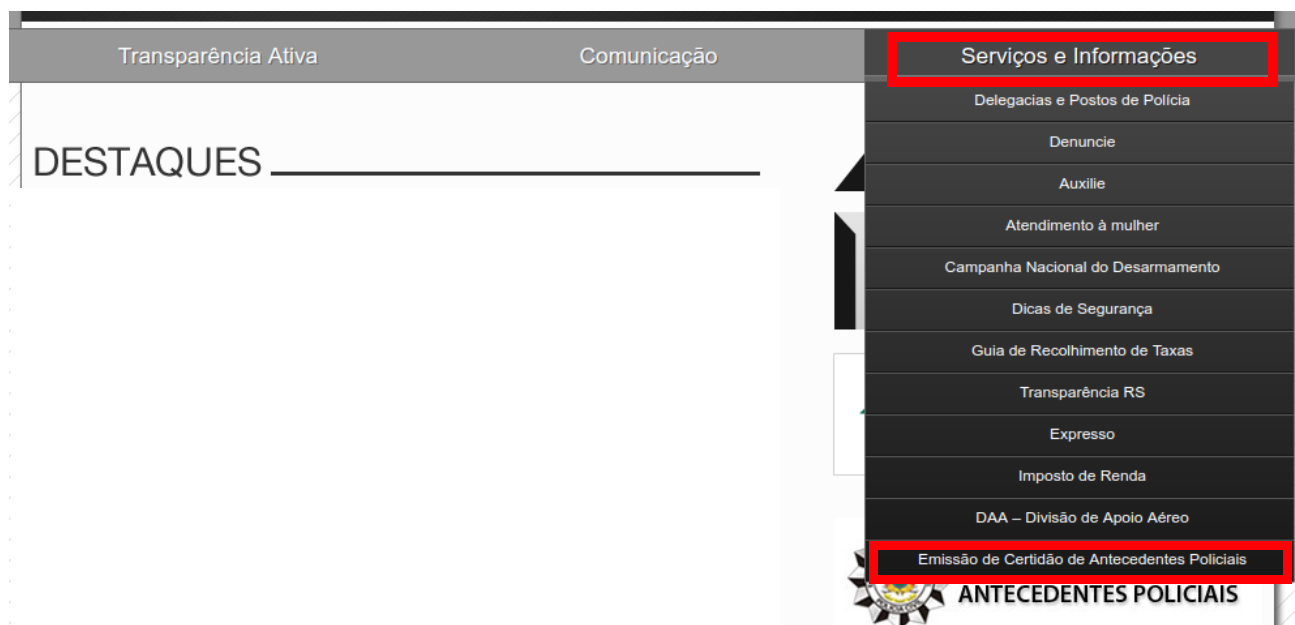 Transparência Ativa
Comunicação
Serviços e Informações
DESTAQUES
Delegacias e Postos de Polícia
Denuncie
Auxilie
Atendimento à mulher
Campanha Nacional do Desarmamento
Dicas de Segurança
Guia de Recolhimento de Taxas
Transparência RS
Expresso
Imposto de Renda
DAA – Divisão de Apoio Aéreo
Emissão de Certidão de Antecedentes Policiais
ANTECEDENTES POLICIAIS
POLÍCIA CIVIL